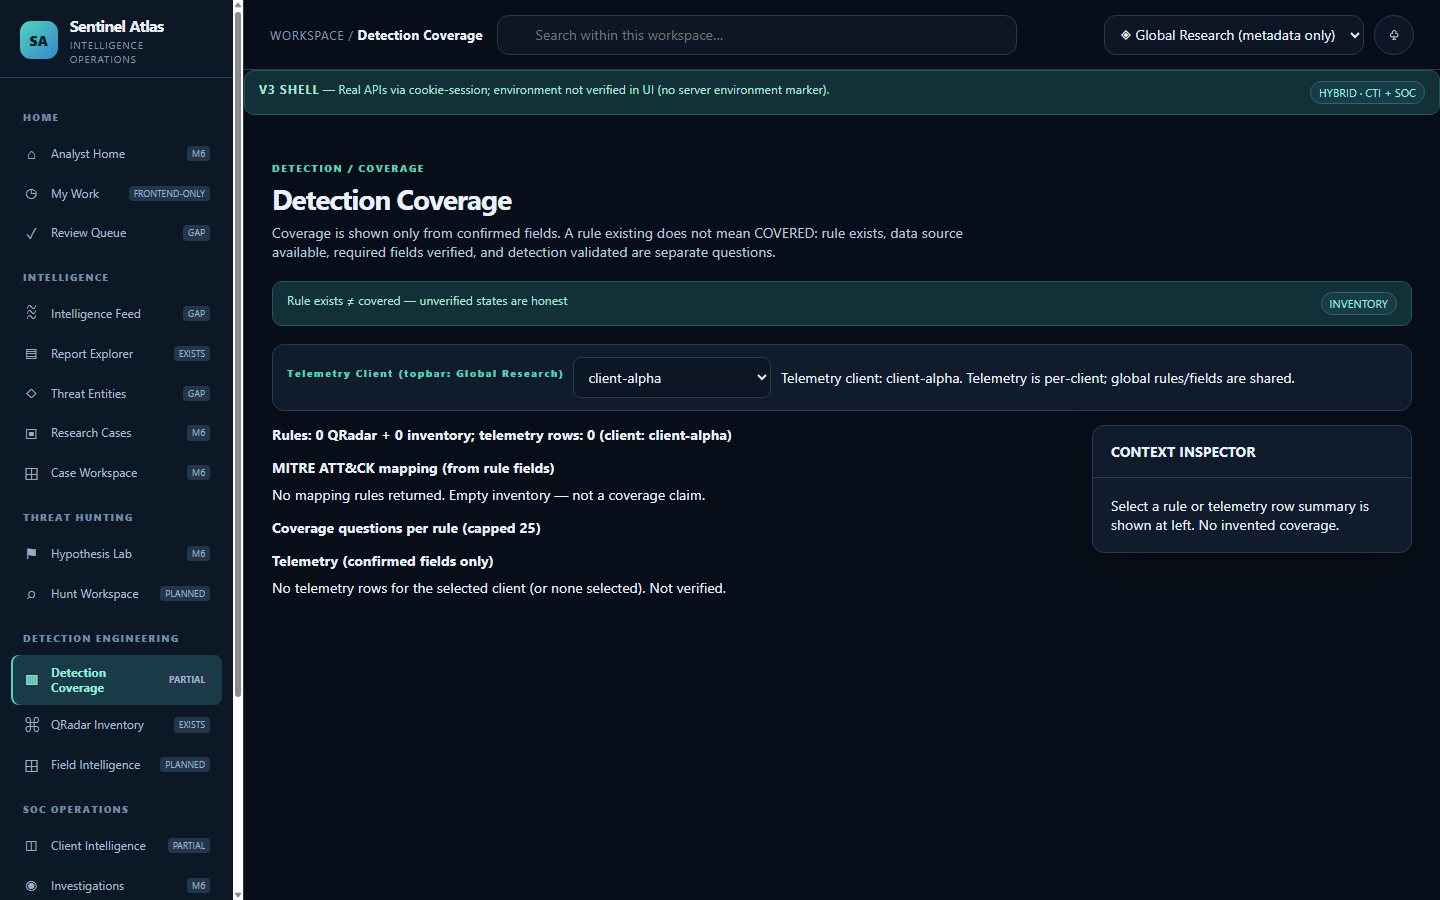 SA
Sentinel Atlas
INTELLIGENCE
OPERATIONS
HOME
Analyst Home M6
My Work FRONTEND-ONLY
Review Queue GAP
INTELLIGENCE
Intelligence Feed GAP
Report Explorer EXISTS
Threat Entities GAP
Research Cases M6
Case Workspace M6
THREAT HUNTING
Hypothesis Lab M6
Hunt Workspace PLANNED
DETECTION ENGINEERING
Detection
Coverage PARTIAL
QRadar Inventory EXISTS
Field Intelligence PLANNED
SOC OPERATIONS
Client Intelligence PARTIAL
Investigations M6
WORKSPACE / Detection Coverage
Search within this workspace...
◈ Global Research (metadata only)
V3 SHELL — Real APIs via cookie-session; environment not verified in UI (no server environment marker).
HYBRID · CTI + SOC
DETECTION / COVERAGE
Detection Coverage
Coverage is shown only from confirmed fields. A rule existing does not mean COVERED: rule exists, data source
available, required fields verified, and detection validated are separate questions.
Rule exists ≠ covered — unverified states are honest
INVENTORY
Telemetry Client (topbar: Global Research)
client-alpha
Telemetry client: client-alpha. Telemetry is per-client; global rules/fields are shared.
Rules: 0 QRadar + 0 inventory; telemetry rows: 0 (client: client-alpha)
MITRE ATT&CK mapping (from rule fields)
No mapping rules returned. Empty inventory — not a coverage claim.
Coverage questions per rule (capped 25)
Telemetry (confirmed fields only)
No telemetry rows for the selected client (or none selected). Not verified.
CONTEXT INSPECTOR
Select a rule or telemetry row summary is
shown at left. No invented coverage.